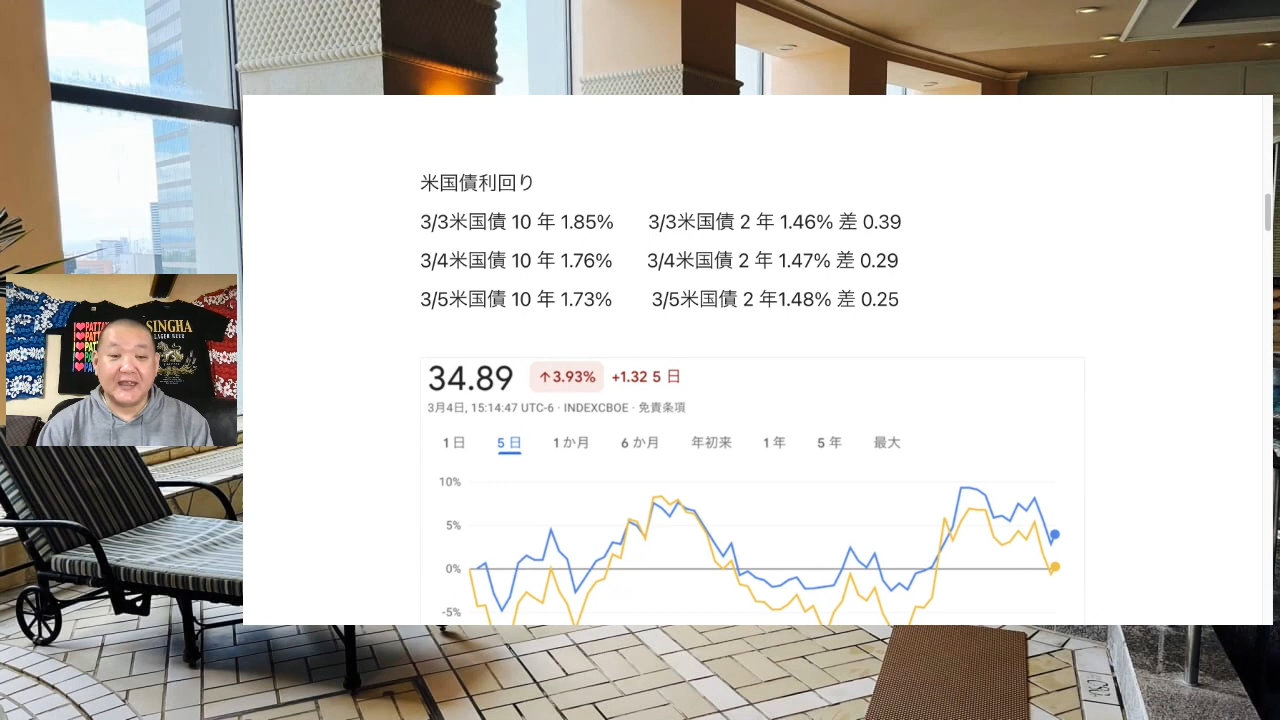 米国債利回り
3/3米国債 10 年 1.85% 3/3米国債 2 年 1.46% 差 0.39
3/4米国債 10 年 1.76% 3/4米国債 2 年 1.47% 差 0.29
3/5米国債 10 年 1.73% 3/5米国債 2 年1.48% 差 0.25
34.89 ↑3.93% +1.32 5 日
3月4日, 15:14:47 UTC-6 · INDEXCBOE · 免責条項
1 日 5 日 1 か月 6 か月 年初来 1 年 5 年 最大
10%
5%
0%
-5%
SINGHA
LAGER BEER